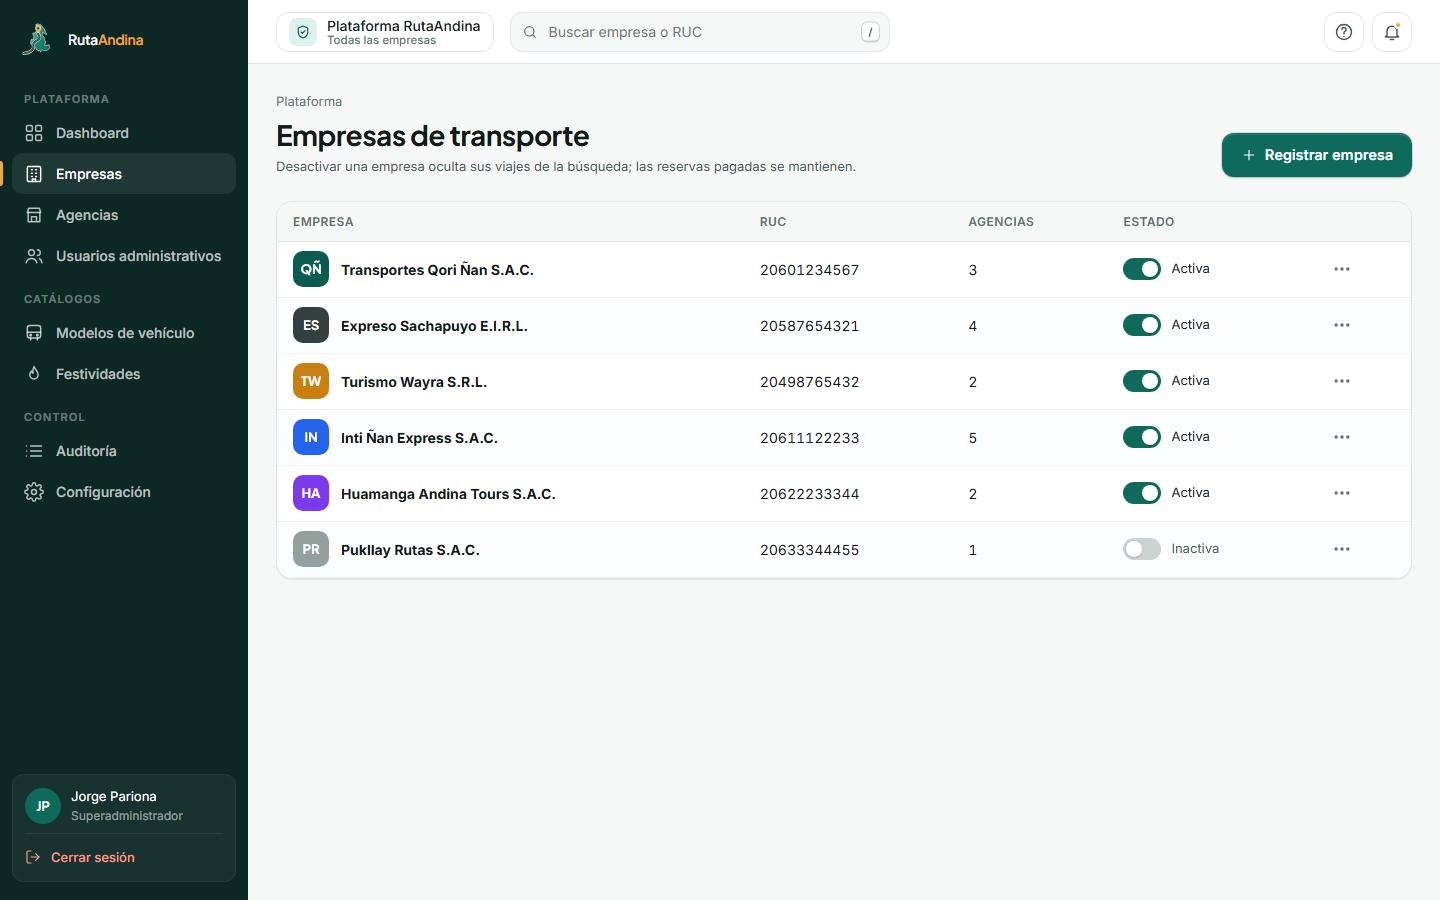 RutaAndina
PLATAFORMA
Dashboard
Empresas
Agencias
Usuarios administrativos
CATÁLOGOS
Modelos de vehículo
Festividades
CONTROL
Auditoría
Configuración
JP
Jorge Pariona
Superadministrador
Cerrar sesión
Plataforma RutaAndina
Todas las empresas
Buscar empresa o RUC
/
Plataforma
Empresas de transporte
Desactivar una empresa oculta sus viajes de la búsqueda; las reservas pagadas se mantienen.
+ Registrar empresa
EMPRESA RUC AGENCIAS ESTADO
QÑ Transportes Qori Ñan S.A.C. 20601234567 3 Activa
ES Expreso Sachapuyo E.I.R.L. 20587654321 4 Activa
TW Turismo Wayra S.R.L. 20498765432 2 Activa
IN Inti Ñan Express S.A.C. 20611122233 5 Activa
HA Huamanga Andina Tours S.A.C. 20622233344 2 Activa
PR Pukllay Rutas S.A.C. 20633344455 1 Inactiva